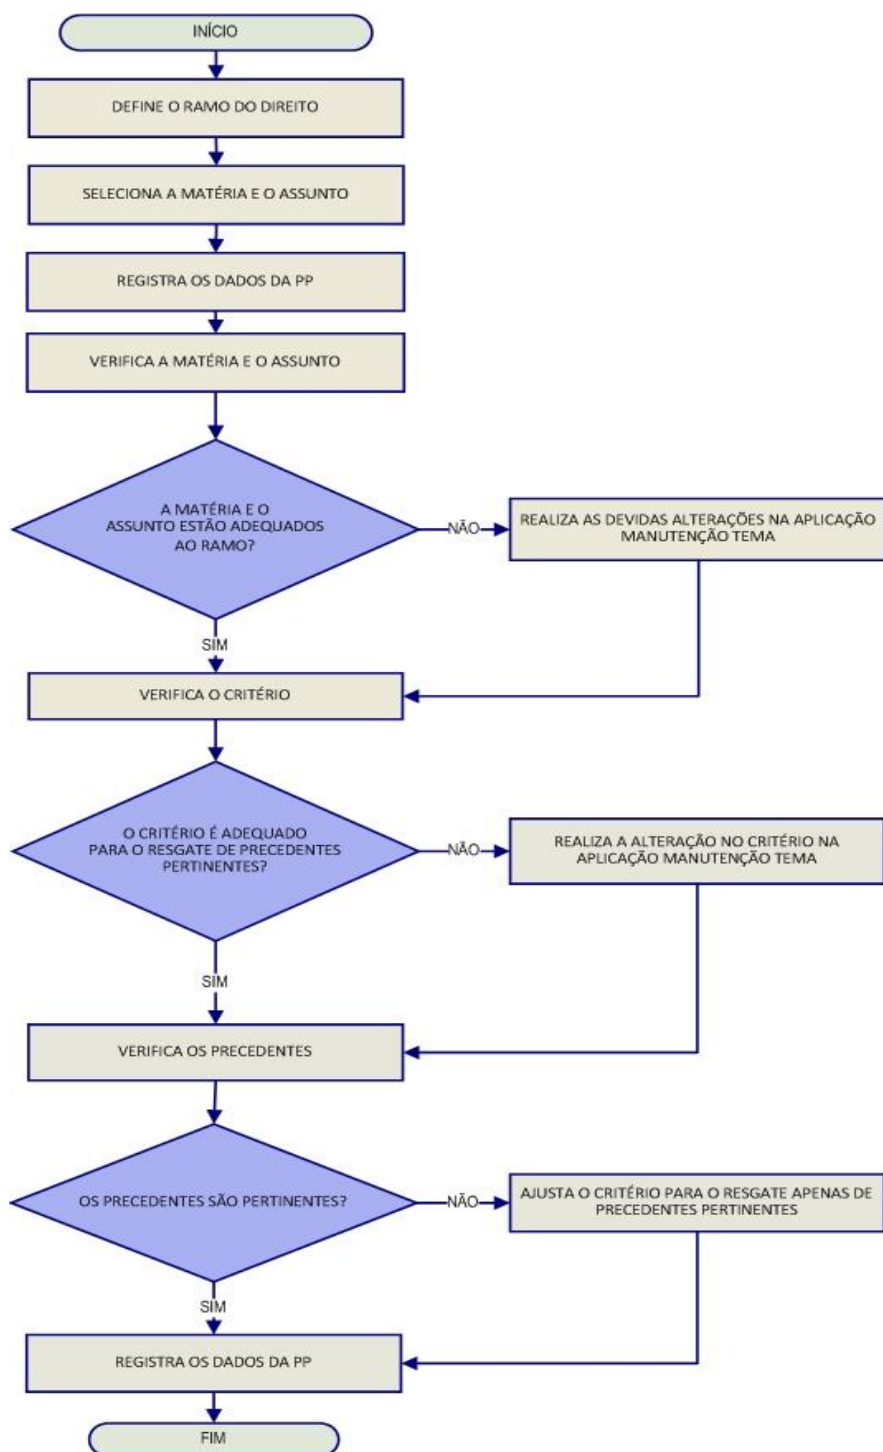 INÍCIO
DEFINE O RAMO DO DIREITO
SELECIONA A MATÉRIA E O ASSUNTO
REGISTRA OS DADOS DA PP
VERIFICA A MATÉRIA E O ASSUNTO
A MATÉRIA E O
ASSUNTO ESTÃO ADEQUADOS
AO RAMO?
NÃO
REALIZA AS DEVIDAS ALTERAÇÕES NA APLICAÇÃO
MANUTENÇÃO TEMA
SIM
VERIFICA O CRITÉRIO
O CRITÉRIO É ADEQUADO
PARA O RESGATE DE PRECEDENTES
PERTINENTES?
NÃO
REALIZA A ALTERAÇÃO NO CRITÉRIO NA
APLICAÇÃO MANUTENÇÃO TEMA
SIM
VERIFICA OS PRECEDENTES
OS PRECEDENTES SÃO PERTINENTES?
NÃO
AJUSTA O CRITÉRIO PARA O RESGATE APENAS DE
PRECEDENTES PERTINENTES
SIM
REGISTRA OS DADOS DA PP
FIM